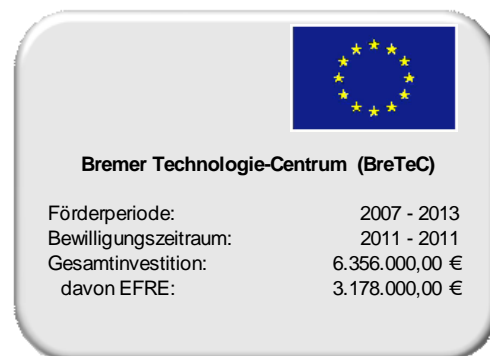 Bremer Technologie-Centrum (BreTeC)
Förderperiode: 2007 - 2013
Bewilligungszeitraum: 2011 - 2011
Gesamtinvestition: 6.356.000,00 €
davon EFRE: 3.178.000,00 €